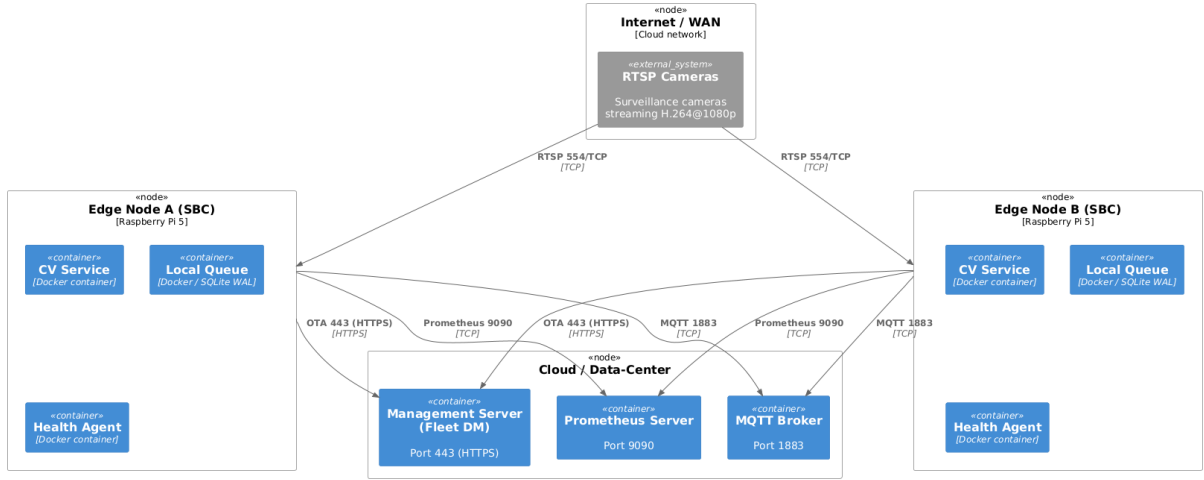 «node»
Internet / WAN
[Cloud network]
«external_system»
RTSP Cameras
Surveillance cameras
streaming H.264@1080p
RTSP 554/TCP
[TCP]
RTSP 554/TCP
[TCP]
«node»
Edge Node A (SBC)
[Raspberry Pi 5]
«container»
CV Service
[Docker container]
«container»
Local Queue
[Docker / SQLite WAL]
«container»
Health Agent
[Docker container]
«node»
Edge Node B (SBC)
[Raspberry Pi 5]
«container»
CV Service
[Docker container]
«container»
Local Queue
[Docker / SQLite WAL]
«container»
Health Agent
[Docker container]
OTA 443 (HTTPS)
[HTTPS]
Prometheus 9090
[TCP]
OTA 443 (HTTPS)
[HTTPS]
MQTT 1883
[TCP]
Prometheus 9090
[TCP]
MQTT 1883
[TCP]
«node»
Cloud / Data-Center
«container»
Management Server
(Fleet DM)
Port 443 (HTTPS)
«container»
Prometheus Server
Port 9090
«container»
MQTT Broker
Port 1883